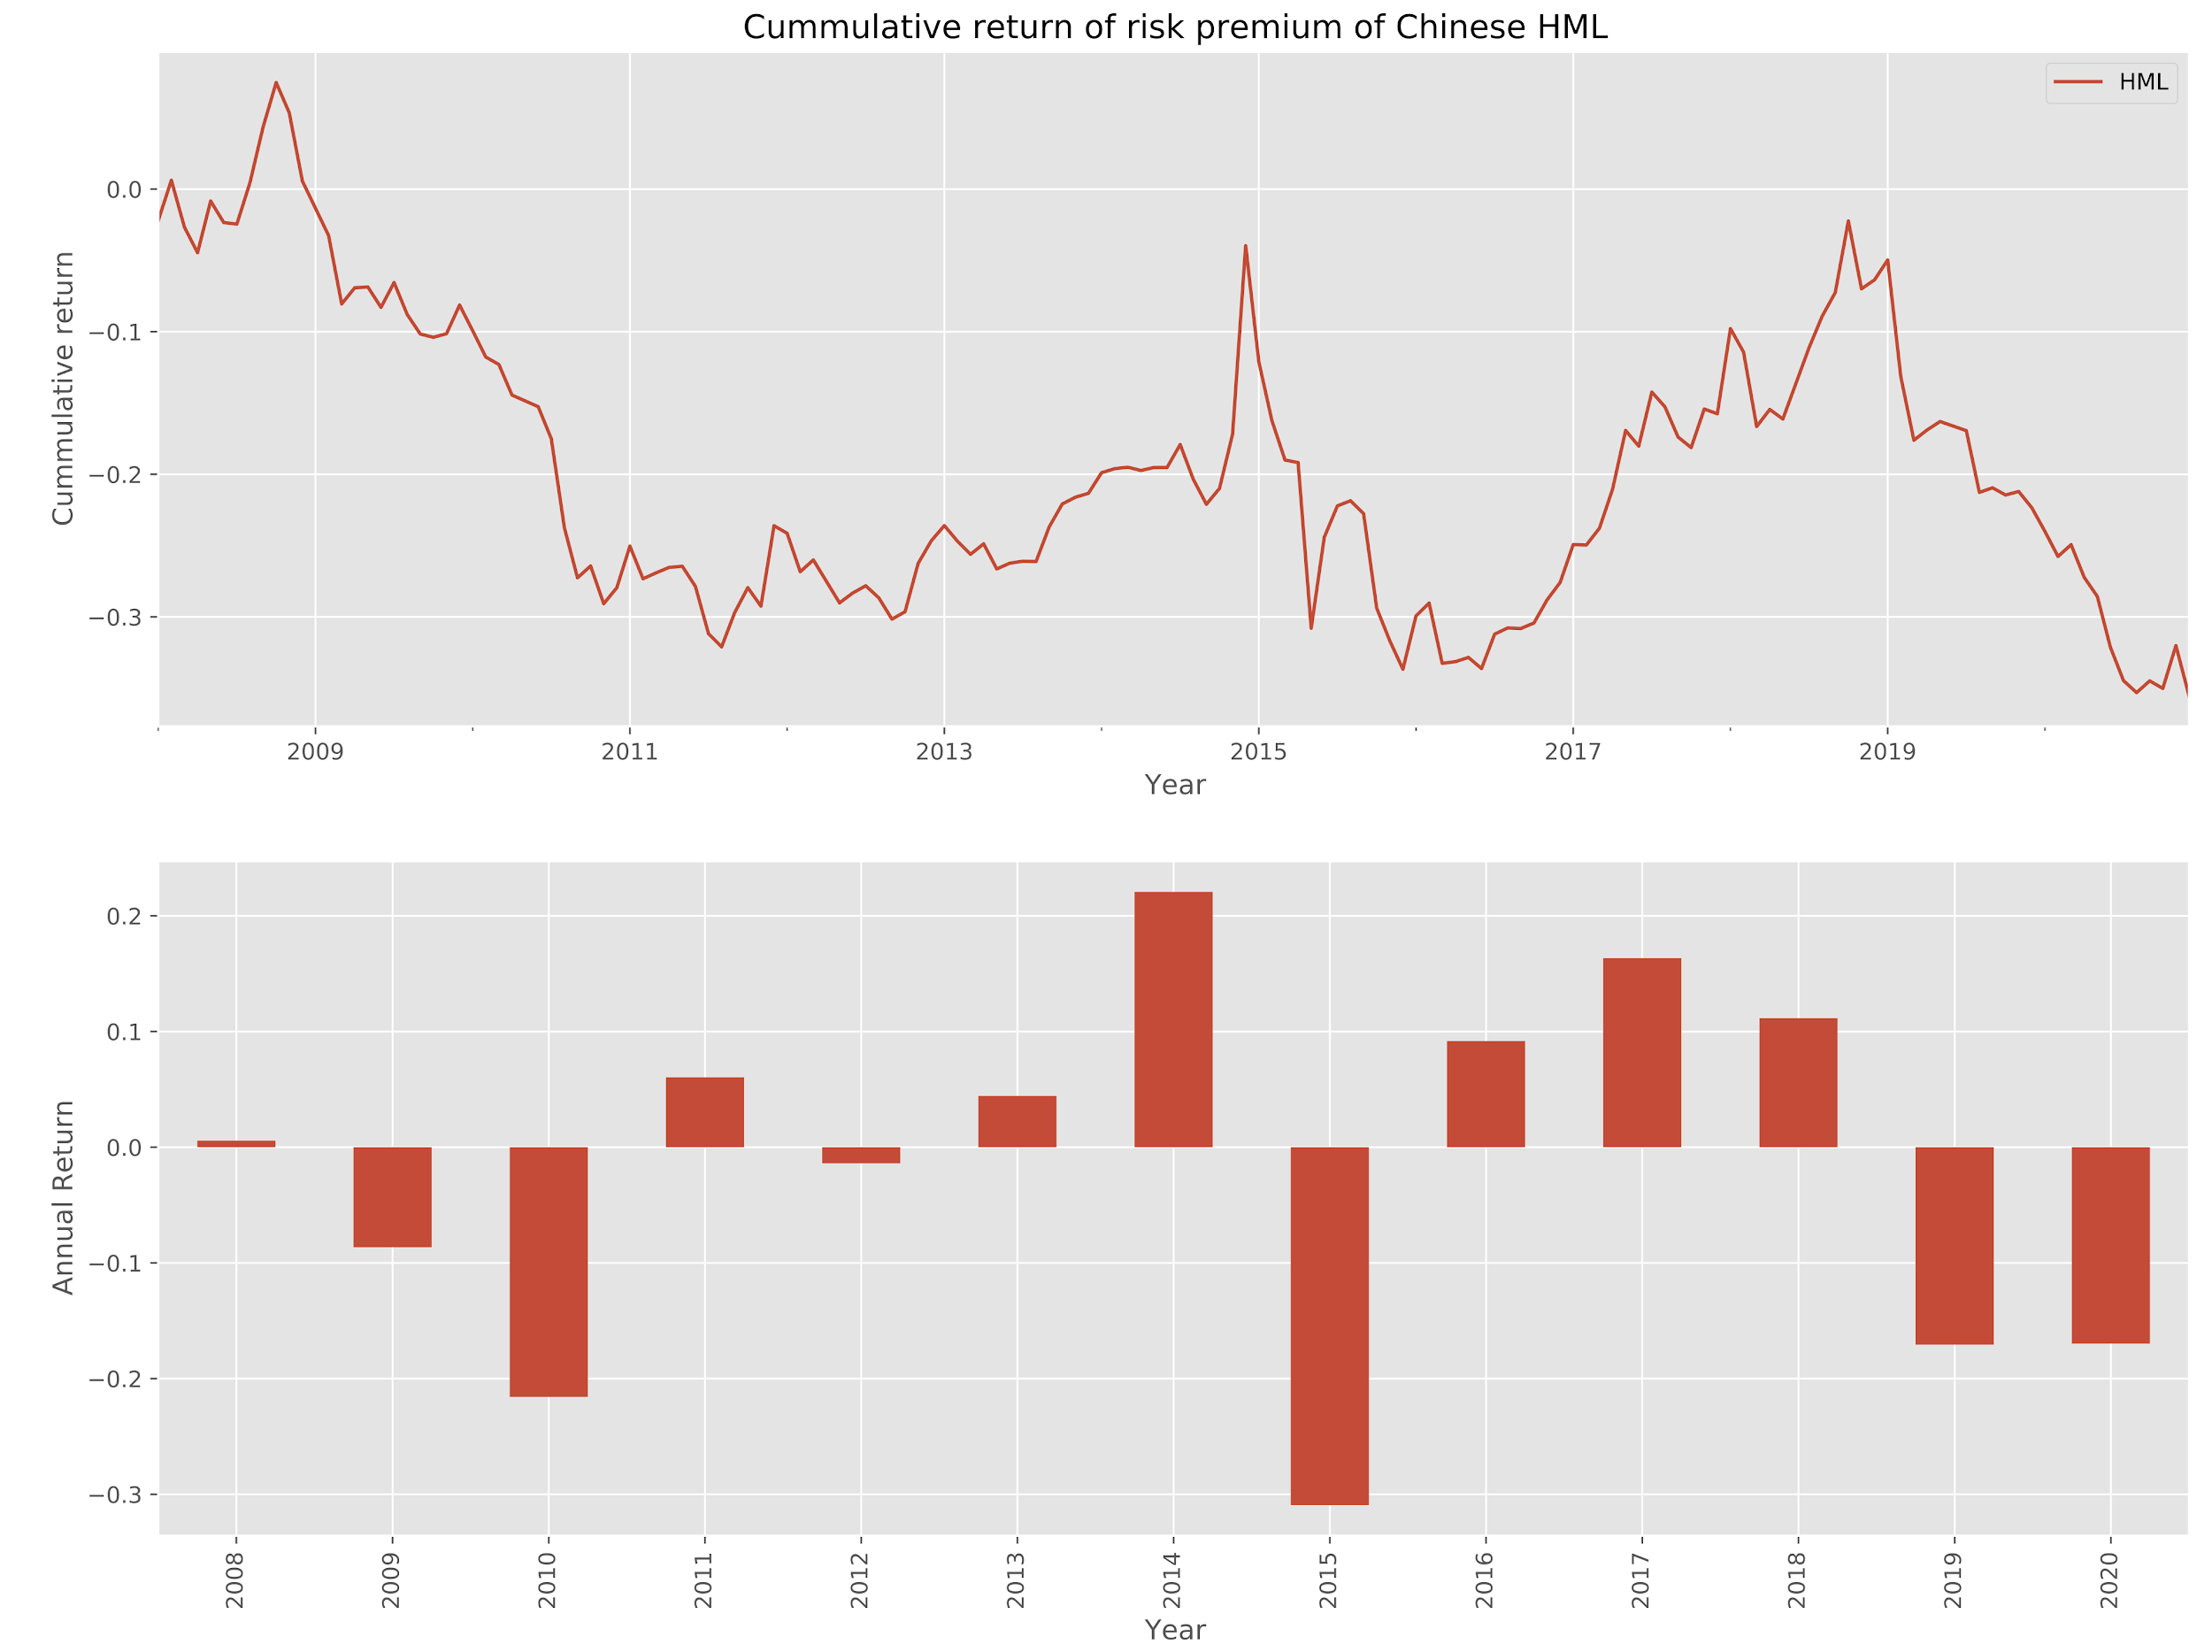 Cummulative return of risk premium of Chinese HML
HML
Cummulative return
0.0
−0.1
−0.2
−0.3
2009 2011 2013 2015 2017 2019
Year
Annual Return
0.2
0.1
0.0
−0.1
−0.2
−0.3
2008 2009 2010 2011 2012 2013 2014 2015 2016 2017 2018 2019 2020
Year